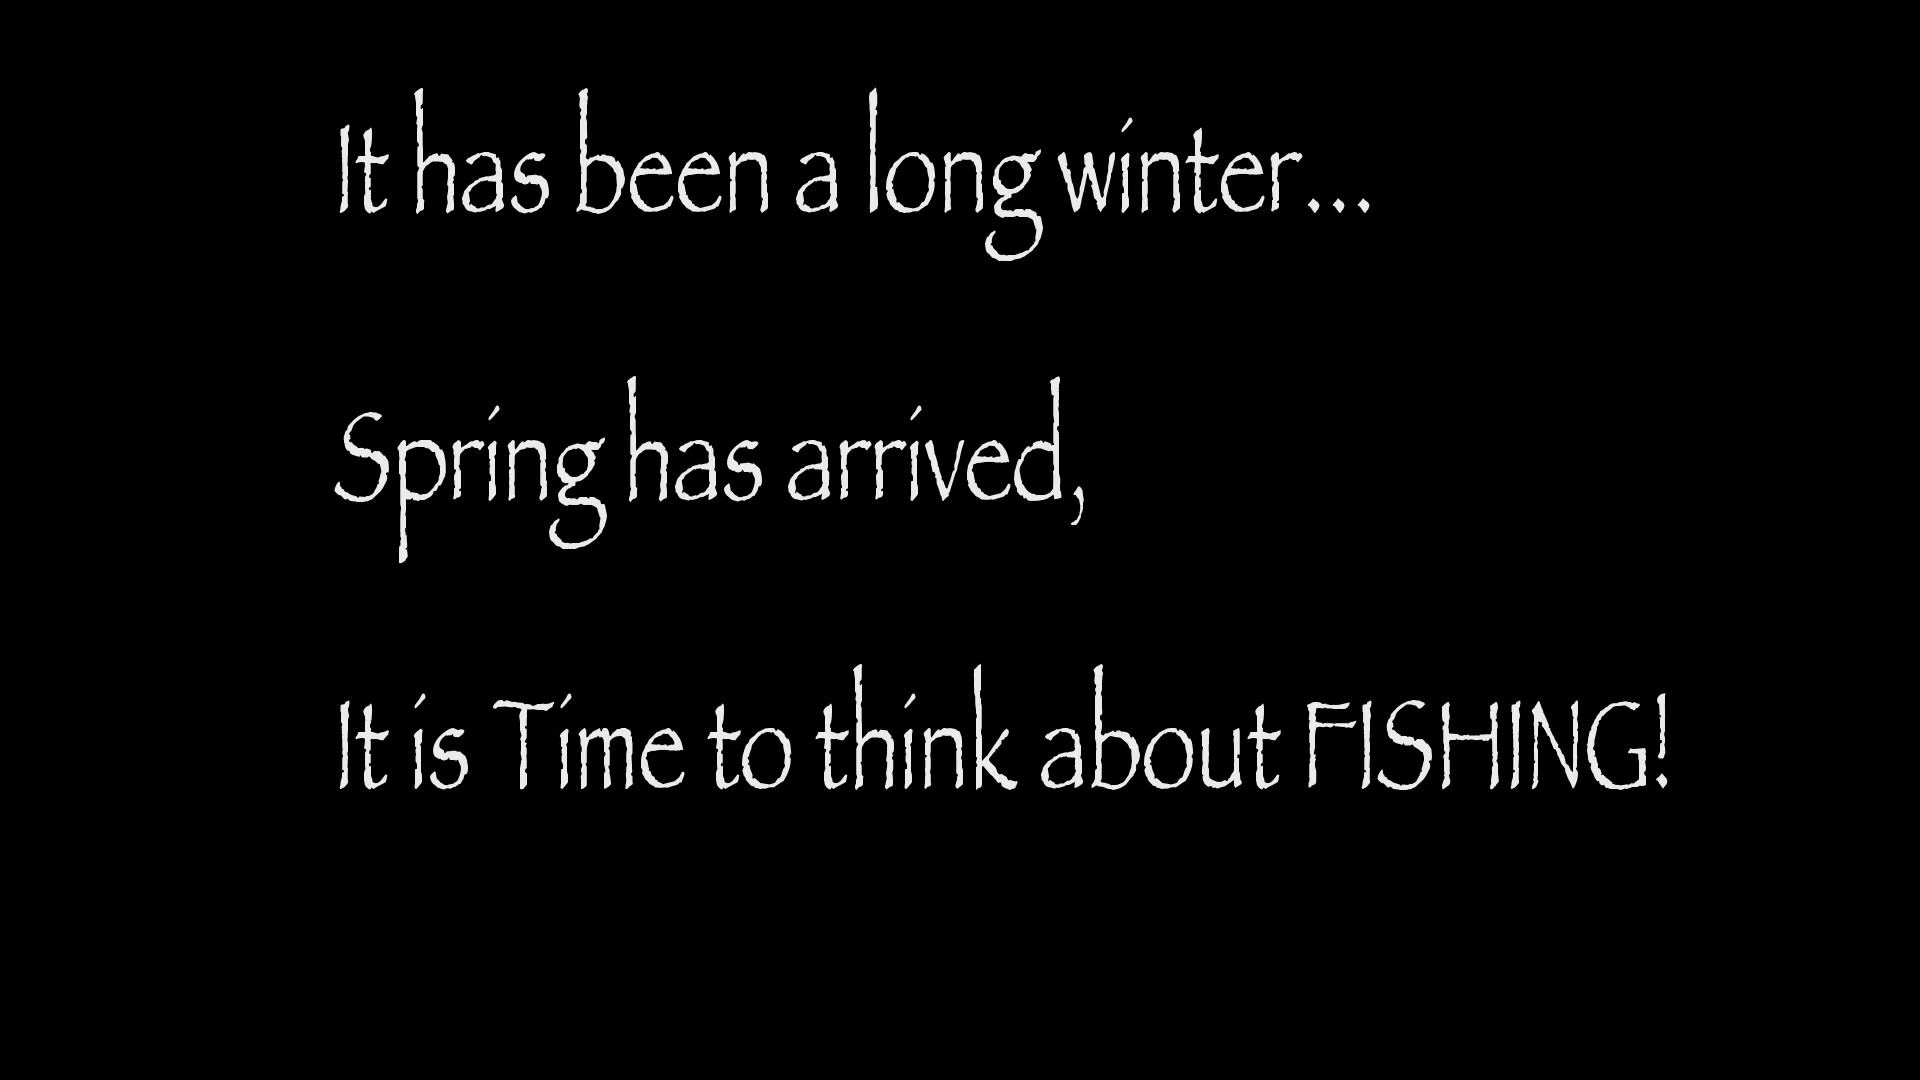 It has been a long winter...
Spring has arrived,
It is Time to think about FISHING!